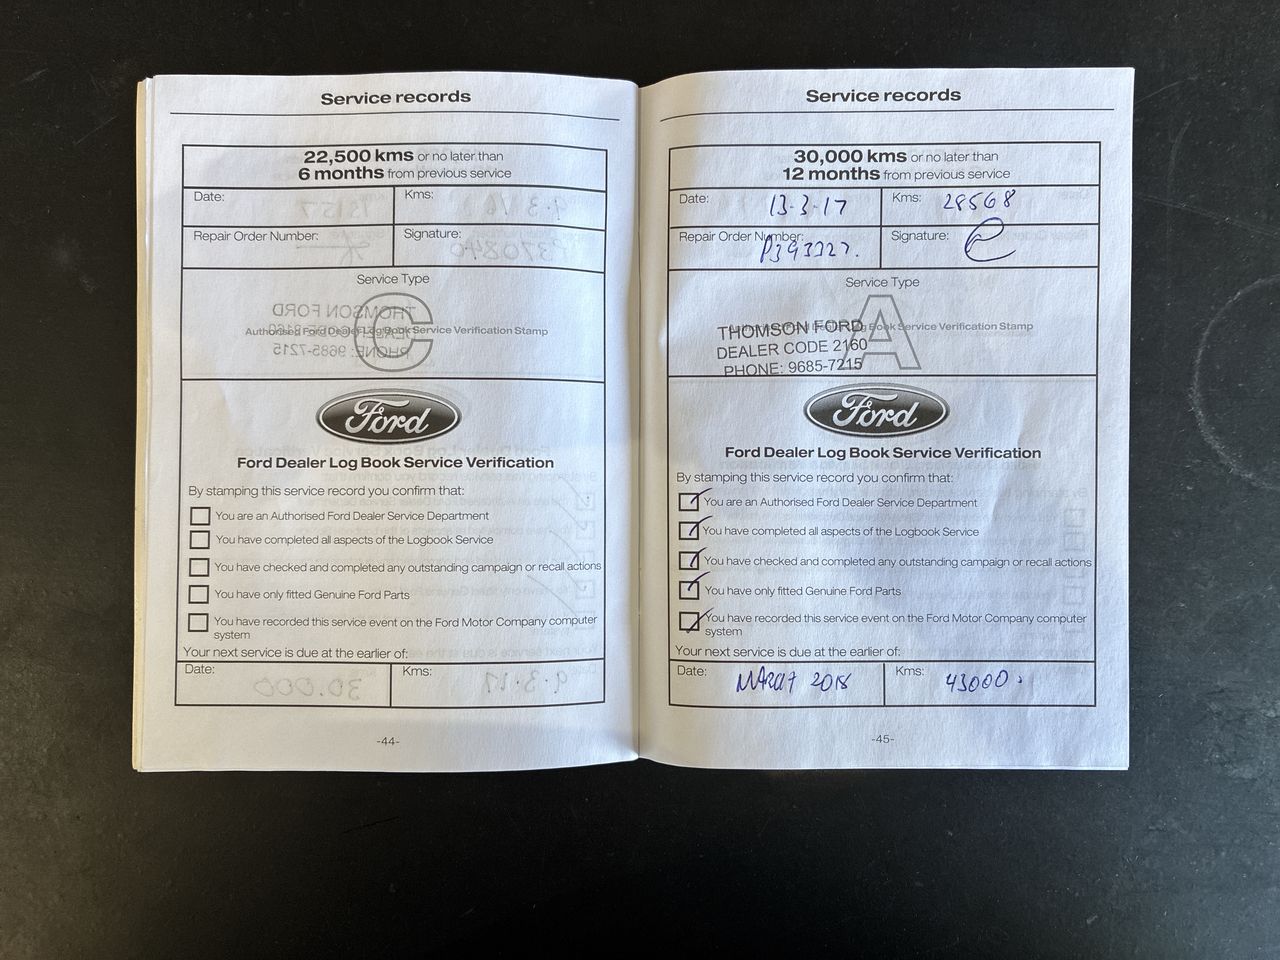 Service records
22,500 kms or no later than
6 months from previous service
Date:
Kms:
Repair Order Number:
Signature:
Service Type
C
Authorised Ford Dealer Log Book Service Verification Stamp
Ford
Ford Dealer Log Book Service Verification
By stamping this service record you confirm that:
You are an Authorised Ford Dealer Service Department
You have completed all aspects of the Logbook Service
You have checked and completed any outstanding campaign or recall actions
You have only fitted Genuine Ford Parts
You have recorded this service event on the Ford Motor Company computer
system
Your next service is due at the earlier of:
Date:
Kms:
-44-
Service records
30,000 kms or no later than
12 months from previous service
Date: 13-3-17
Kms: 28568
Repair Order Number:
Signature:
Service Type
A
Authorised Ford Dealer Log Book Service Verification Stamp
THOMSON FORD
DEALER CODE 2160
PHONE: 9685-7215
Ford
Ford Dealer Log Book Service Verification
By stamping this service record you confirm that:
You are an Authorised Ford Dealer Service Department
You have completed all aspects of the Logbook Service
You have checked and completed any outstanding campaign or recall actions
You have only fitted Genuine Ford Parts
You have recorded this service event on the Ford Motor Company computer
system
Your next service is due at the earlier of:
Date: MARCH 2018
Kms: 43000.
-45-